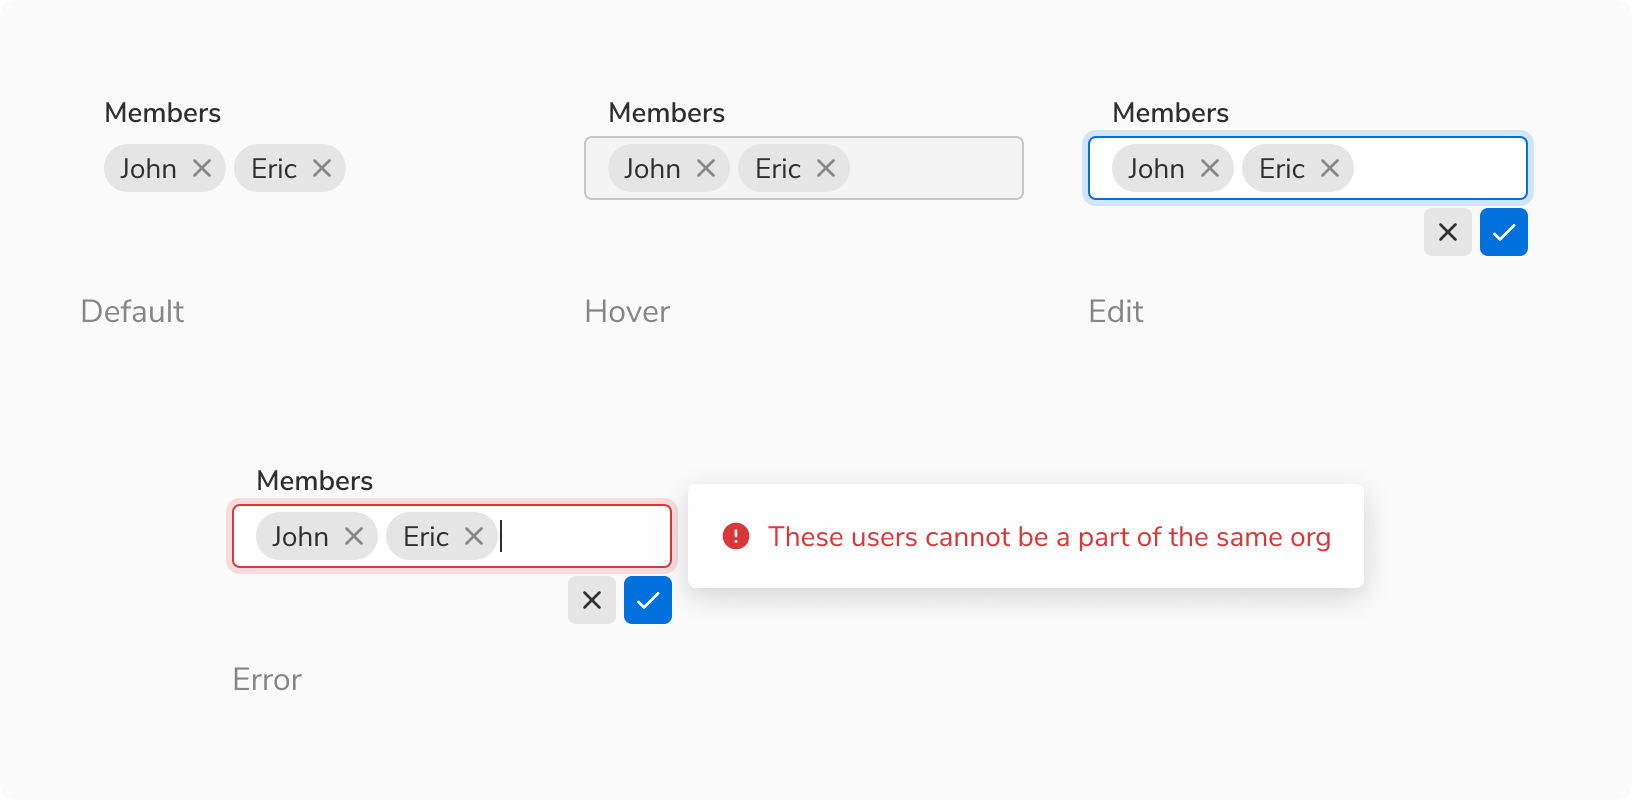 Members
John Eric
Default
Members
John Eric
Hover
Members
John Eric
Edit
Members
John Eric
These users cannot be a part of the same org
Error